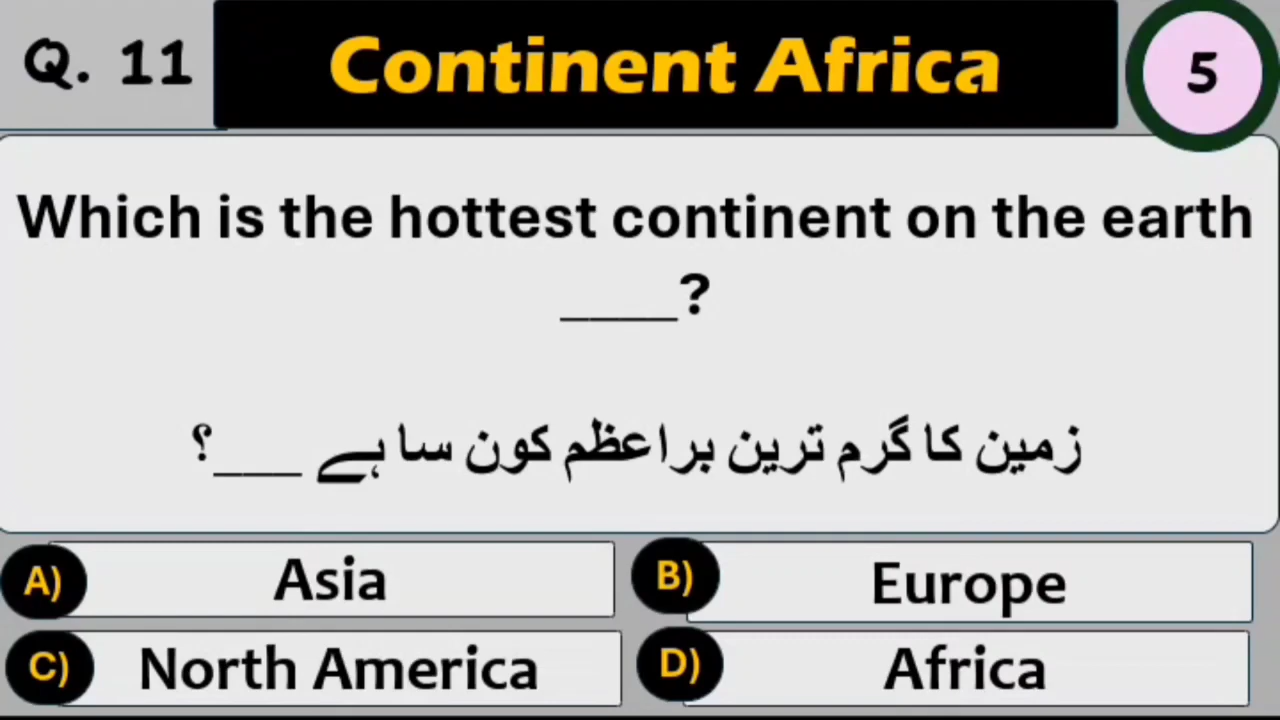 Q. 11
Continent Africa
5
Which is the hottest continent on the earth
____?
زمین کا گرم ترین براعظم کون سا ہے ___؟
A) Asia
B) Europe
C) North America
D) Africa